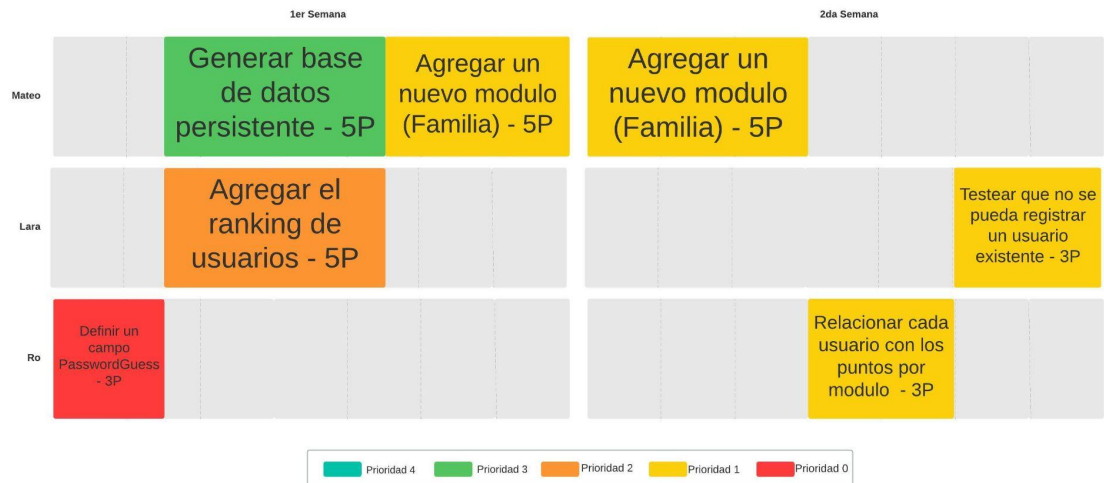 1er Semana
2da Semana
Mateo
Generar base
de datos
persistente - 5P
Agregar un
nuevo modulo
(Familia) - 5P
Agregar un
nuevo modulo
(Familia) - 5P
Lara
Agregar el
ranking de
usuarios - 5P
Testear que no se
pueda registrar
un usuario
existente - 3P
Ro
Definir un
campo
PasswordGuess
- 3P
Relacionar cada
usuario con los
puntos por
modulo - 3P
Prioridad 4
Prioridad 3
Prioridad 2
Prioridad 1
Prioridad 0